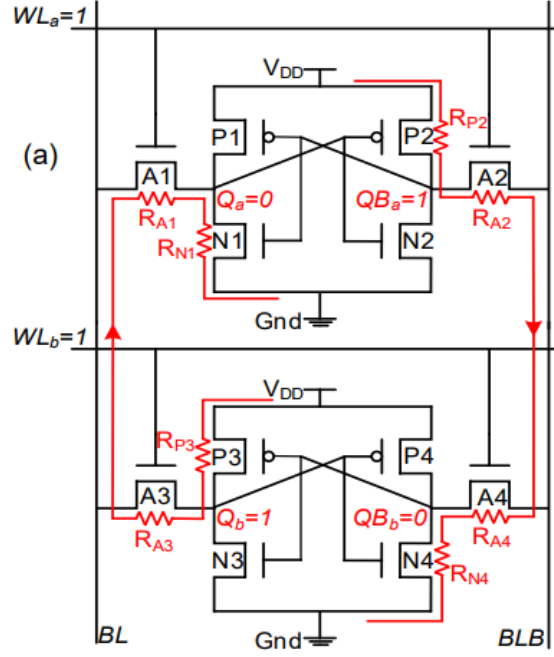 WLa=1
VDD
P1
P2
RP2
(a)
A1
Qa=0
QBa=1
A2
RA1
RA2
RN1
N1
N2
Gnd
WLb=1
VDD
RP3
P3
P4
A3
Qb=1
QBb=0
A4
RA3
RA4
N3
N4
RN4
Gnd
BL
BLB